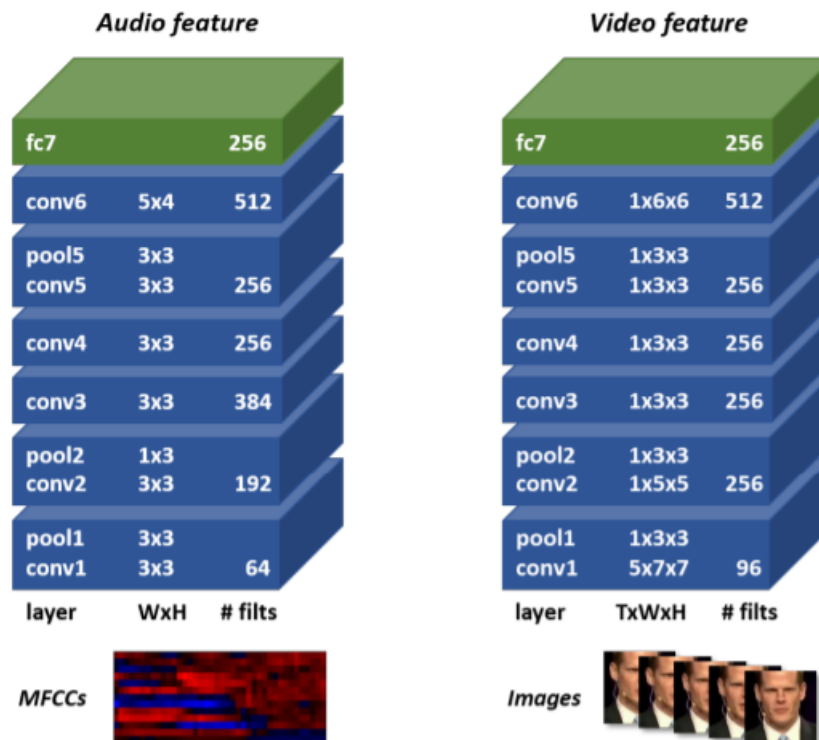 Audio feature
fc7 256
conv6 5x4 512
pool5 3x3
conv5 3x3 256
conv4 3x3 256
conv3 3x3 384
pool2 1x3
conv2 3x3 192
pool1 3x3
conv1 3x3 64
layer WxH # filts
MFCCs
Video feature
fc7 256
conv6 1x6x6 512
pool5 1x3x3
conv5 1x3x3 256
conv4 1x3x3 256
conv3 1x3x3 256
pool2 1x3x3
conv2 1x5x5 256
pool1 1x3x3
conv1 5x7x7 96
layer TxWxH # filts
Images